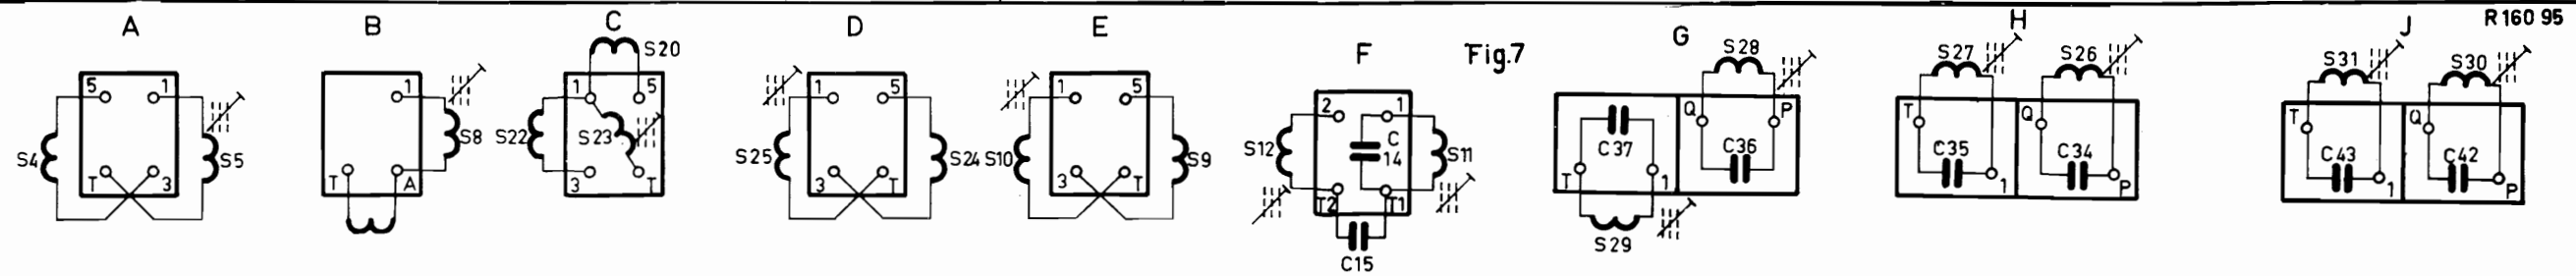 A B C D E F Fig.7 G H J R 160 95
5 1 S4 S5 T 3
1 S8 T A
S20 1 5 S22 S23 3 T
1 5 S25 S24 3 T
1 5 S10 S9 3 T
2 1 S12 C 14 S11 T2 T1 C15
S28 Q P C37 C36 T 1 S29
S27 S26 T Q C35 C34 1 P
S31 S30 T Q C43 C42 1 P